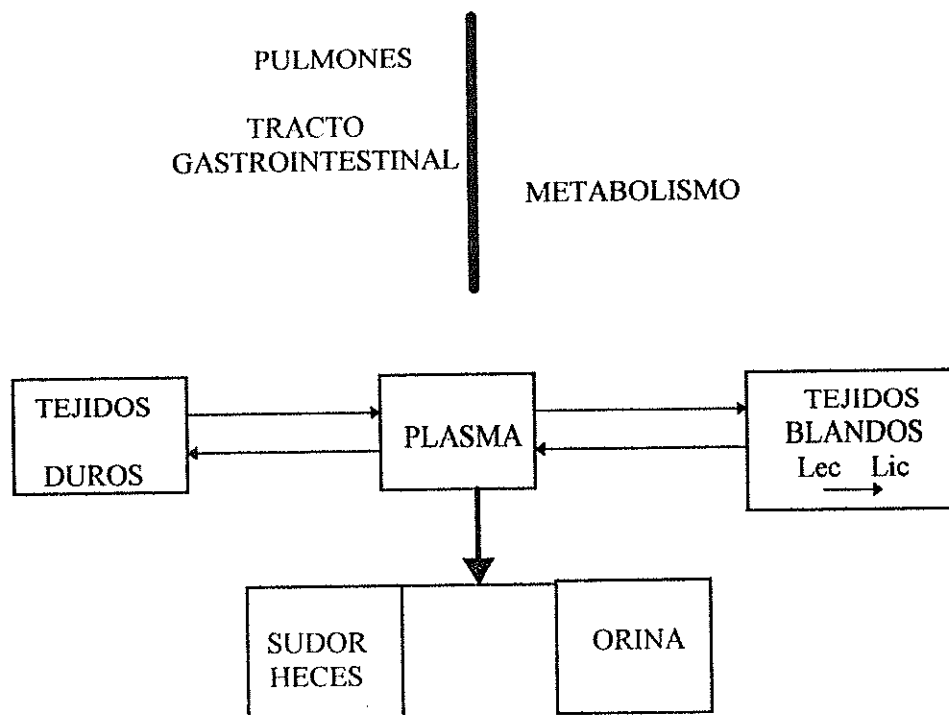 PULMONES
TRACTO
GASTROINTESTINAL
METABOLISMO
TEJIDOS
DUROS
PLASMA
TEJIDOS
BLANDOS
Lec Lic
SUDOR
HECES
ORINA